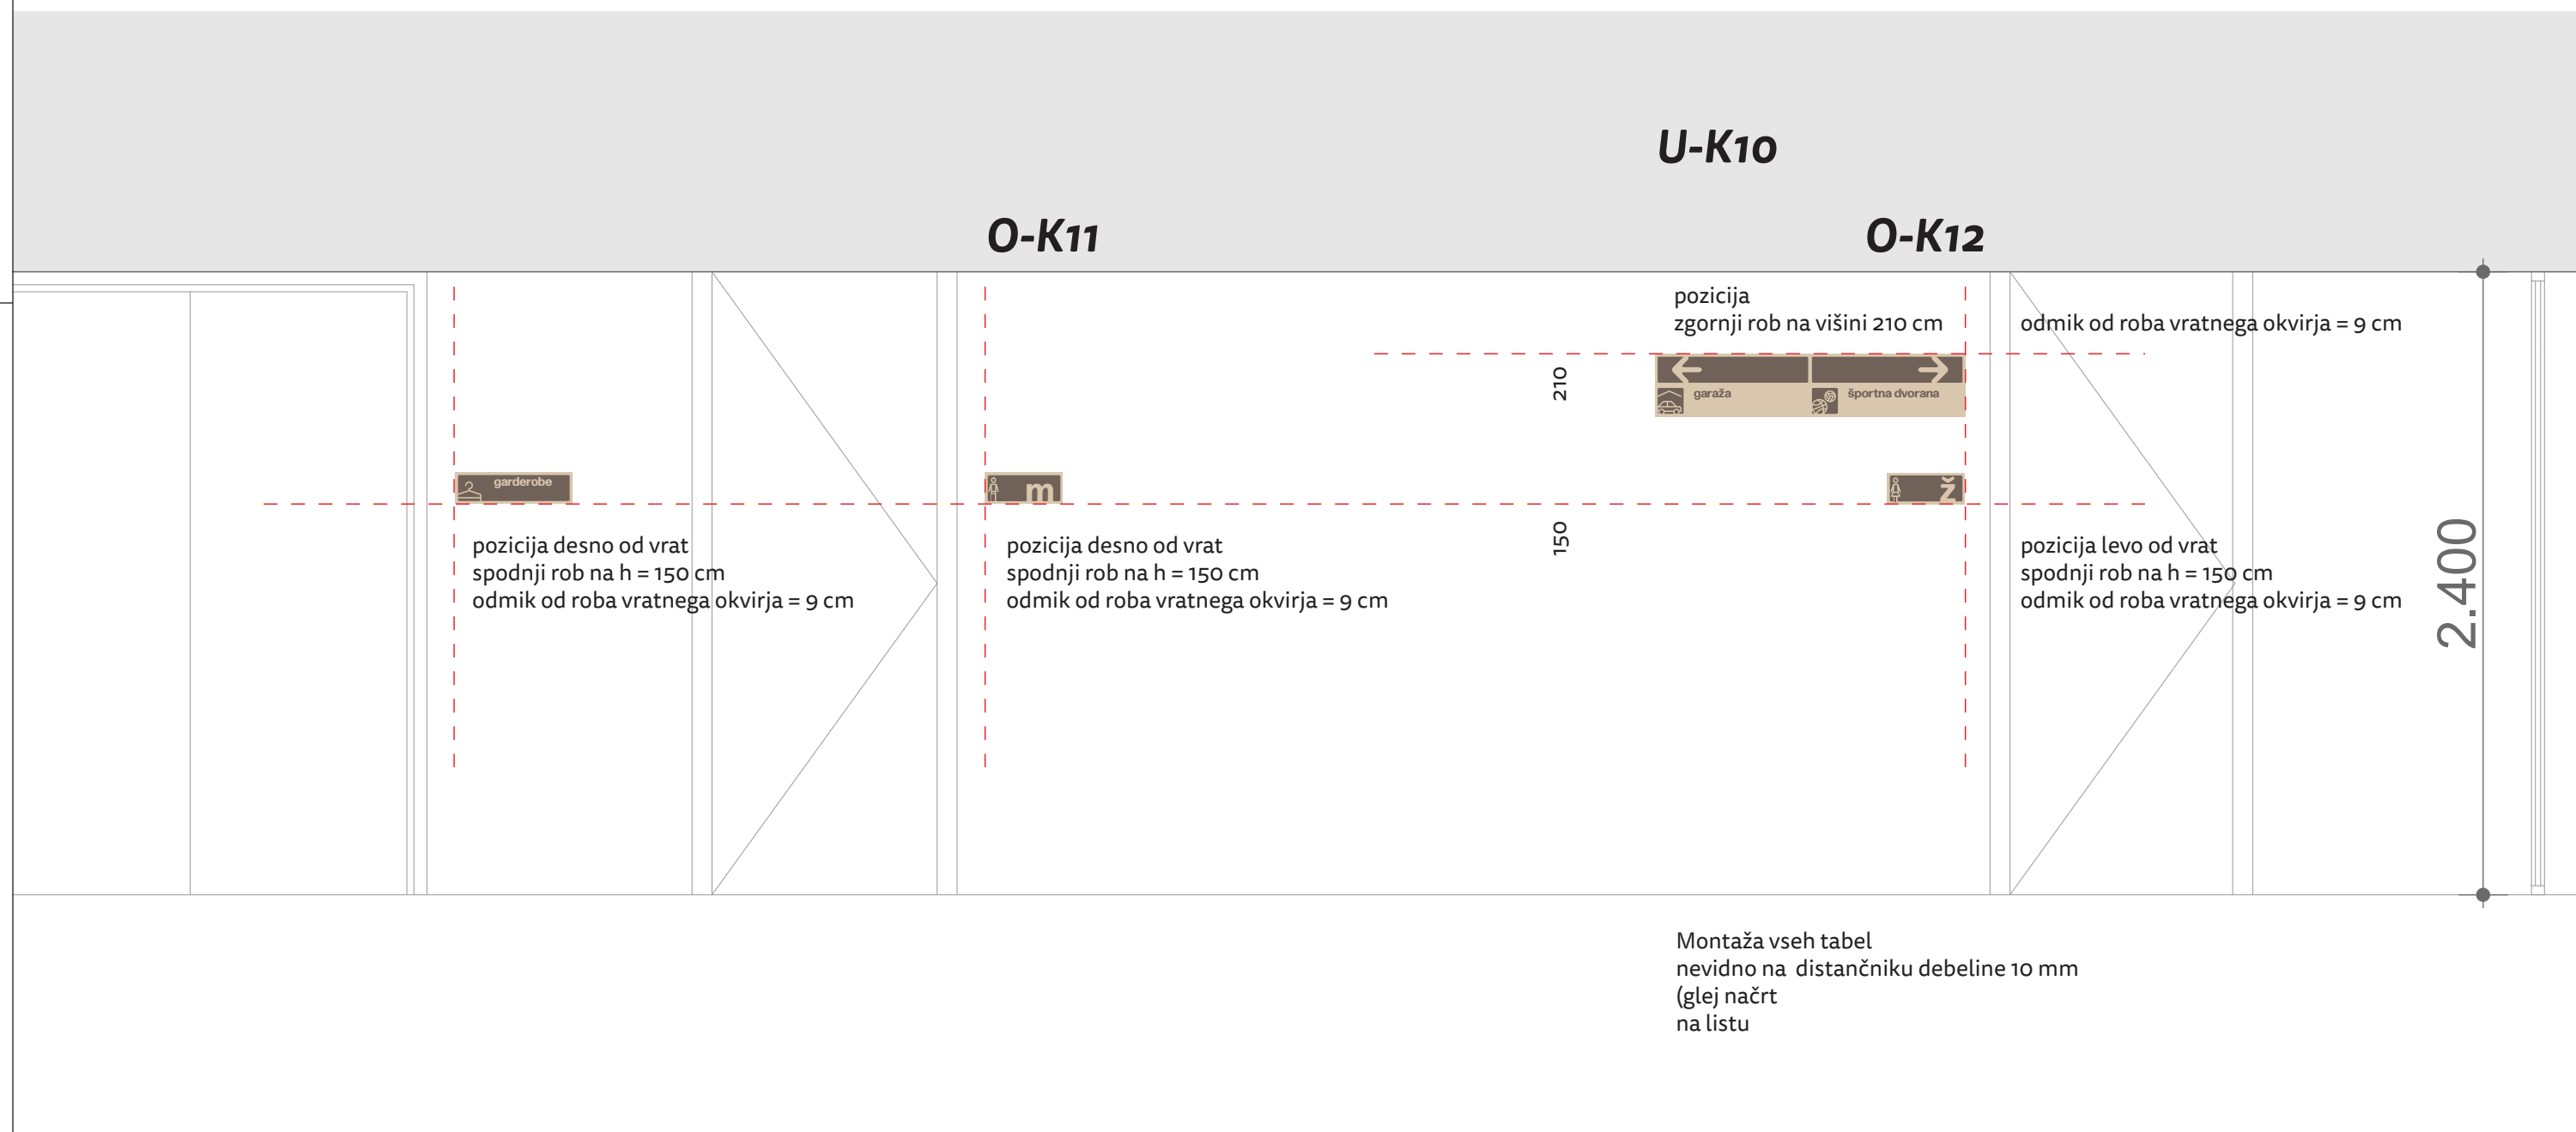 U-K10
O-K11
O-K12
pozicija
zgornji rob na višini 210 cm
odmik od roba vratnega okvirja = 9 cm
210
garaža
športna dvorana
garderobe
m
ž
150
pozicija desno od vrat
spodnji rob na h = 150 cm
odmik od roba vratnega okvirja = 9 cm
pozicija desno od vrat
spodnji rob na h = 150 cm
odmik od roba vratnega okvirja = 9 cm
pozicija levo od vrat
spodnji rob na h = 150 cm
odmik od roba vratnega okvirja = 9 cm
2.400
Montaža vseh tabel
nevidno na  distančniku debeline 10 mm
(glej načrt
na listu